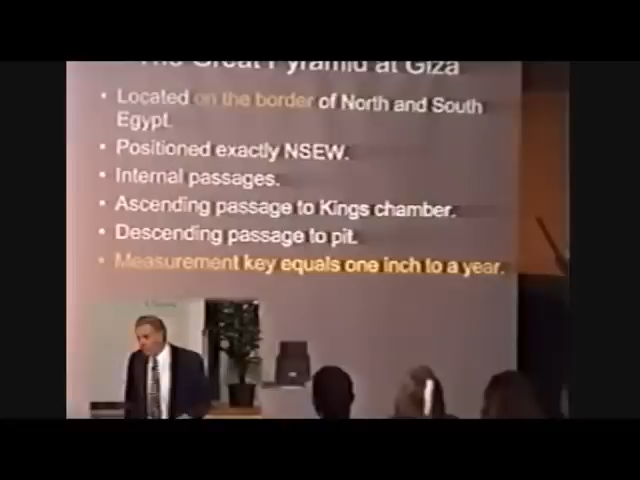 The Great Pyramid at Giza
• Located on the border of North and South
Egypt.
• Positioned exactly NSEW.
• Internal passages.
• Ascending passage to Kings chamber.
• Descending passage to pit.
• Measurement key equals one inch to a year.